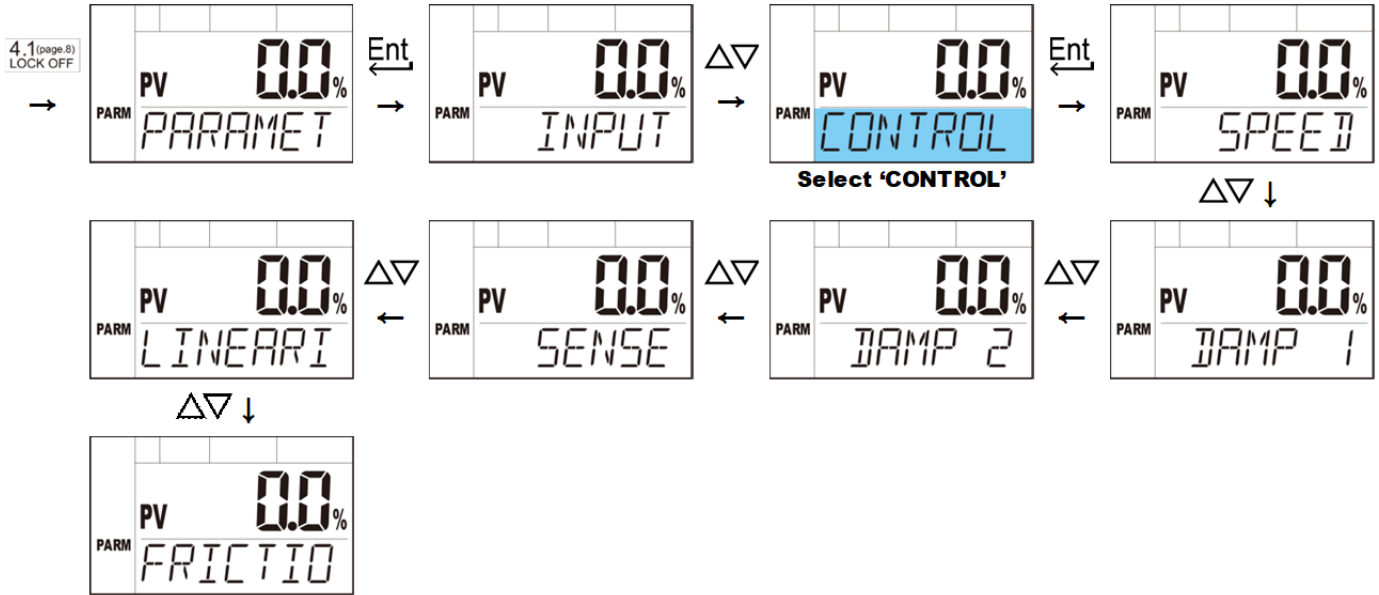 4.1(page.8)
LOCK OFF
→
PV 0.0%
PARM
PARAMET
Ent
→
PV 0.0%
PARM
INPUT
△▽
→
PV 0.0%
PARM
CONTROL
Select ‘CONTROL’
Ent
→
PV 0.0%
PARM
SPEED
△▽ ↓
PV 0.0%
PARM
DAMP 1
△▽
←
PV 0.0%
PARM
DAMP 2
△▽
←
PV 0.0%
PARM
SENSE
△▽
←
PV 0.0%
PARM
LINEARI
△▽ ↓
PV 0.0%
PARM
FRICTIO